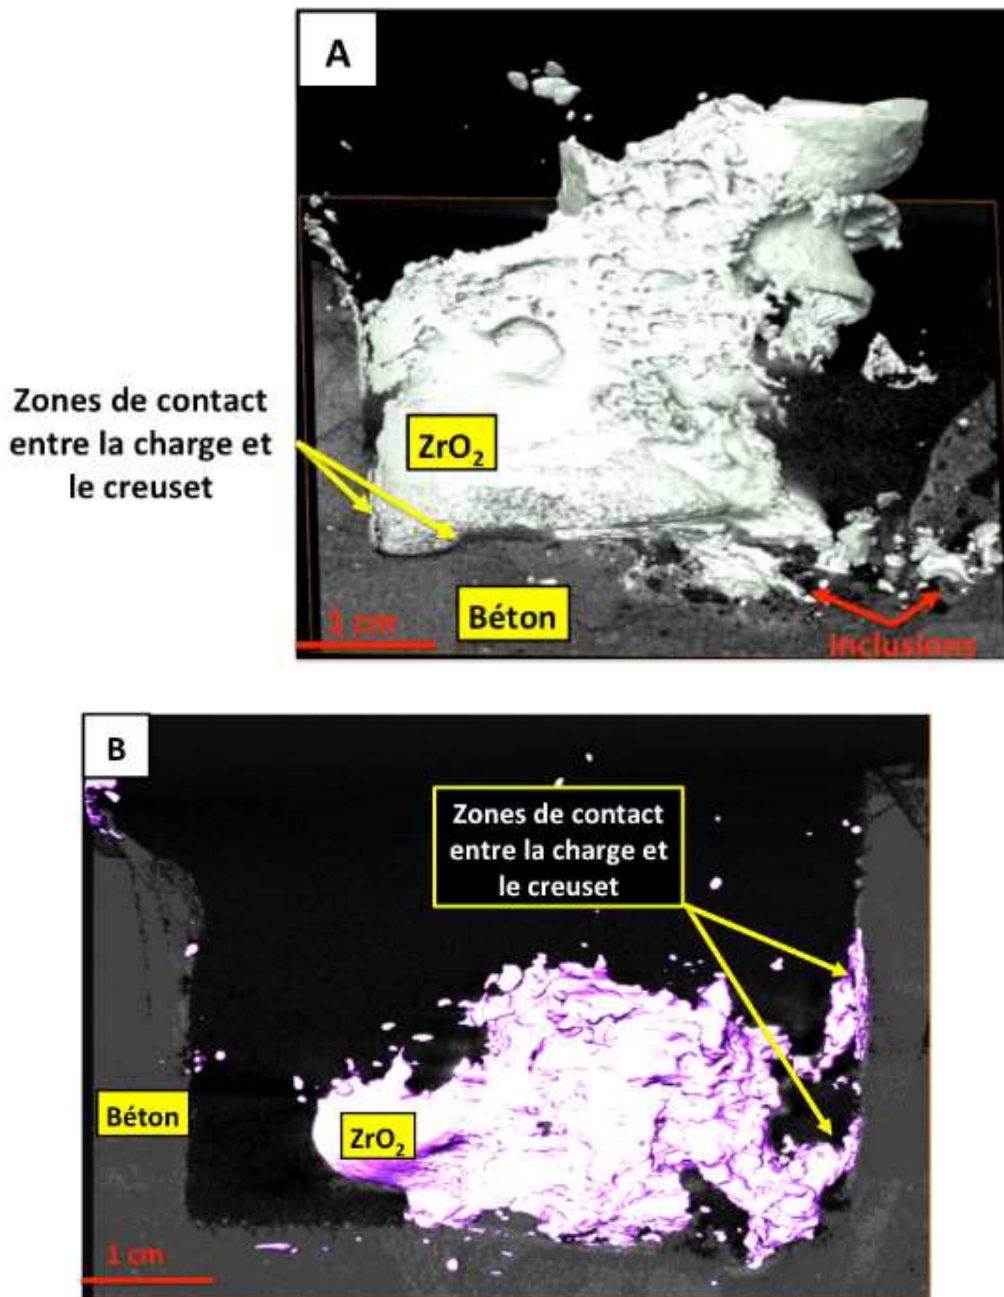 A
Zones de contact
entre la charge et
le creuset
ZrO₂
Béton
1 cm
inclusions
B
Zones de contact
entre la charge et
le creuset
Béton
ZrO₂
1 cm